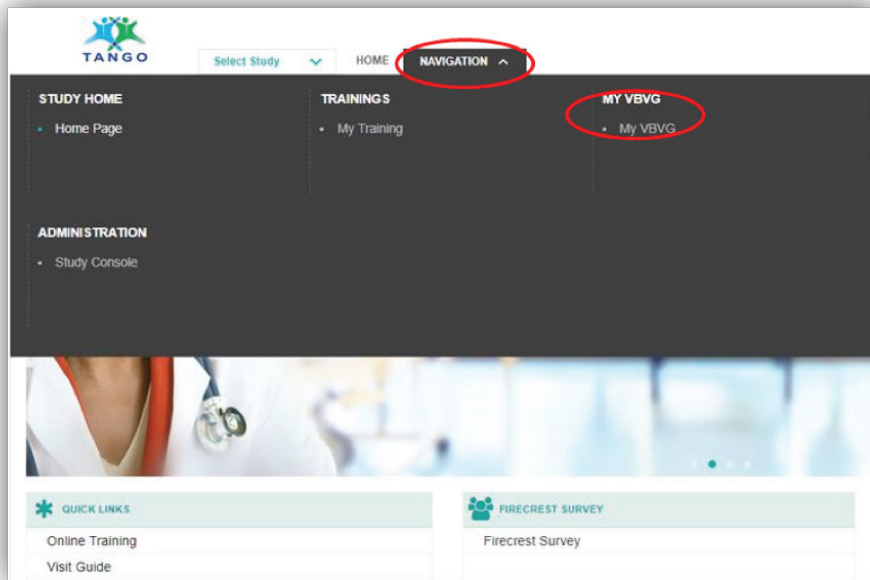 TANGO
Select Study
HOME
NAVIGATION
STUDY HOME
• Home Page
TRAININGS
• My Training
MY VBVG
• My VBVG
ADMINISTRATION
• Study Console
QUICK LINKS
Online Training
Visit Guide
FIRECREST SURVEY
Firecrest Survey